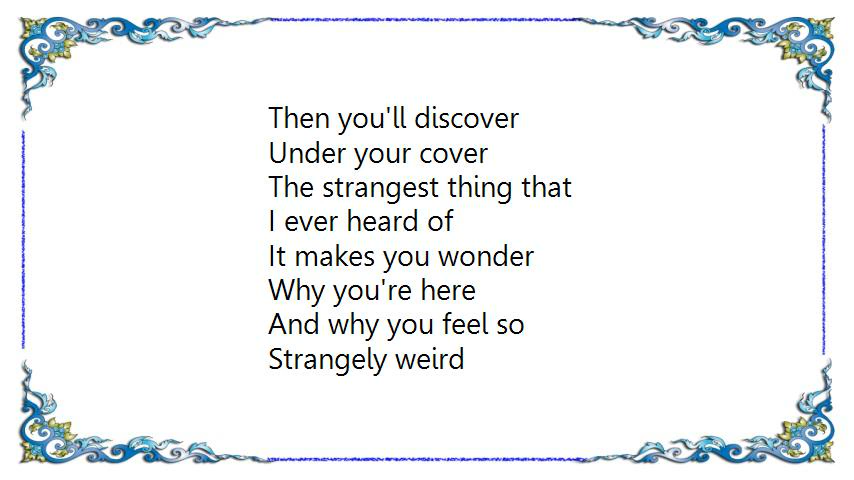 Then you'll discover
Under your cover
The strangest thing that
I ever heard of
It makes you wonder
Why you're here
And why you feel so
Strangely weird